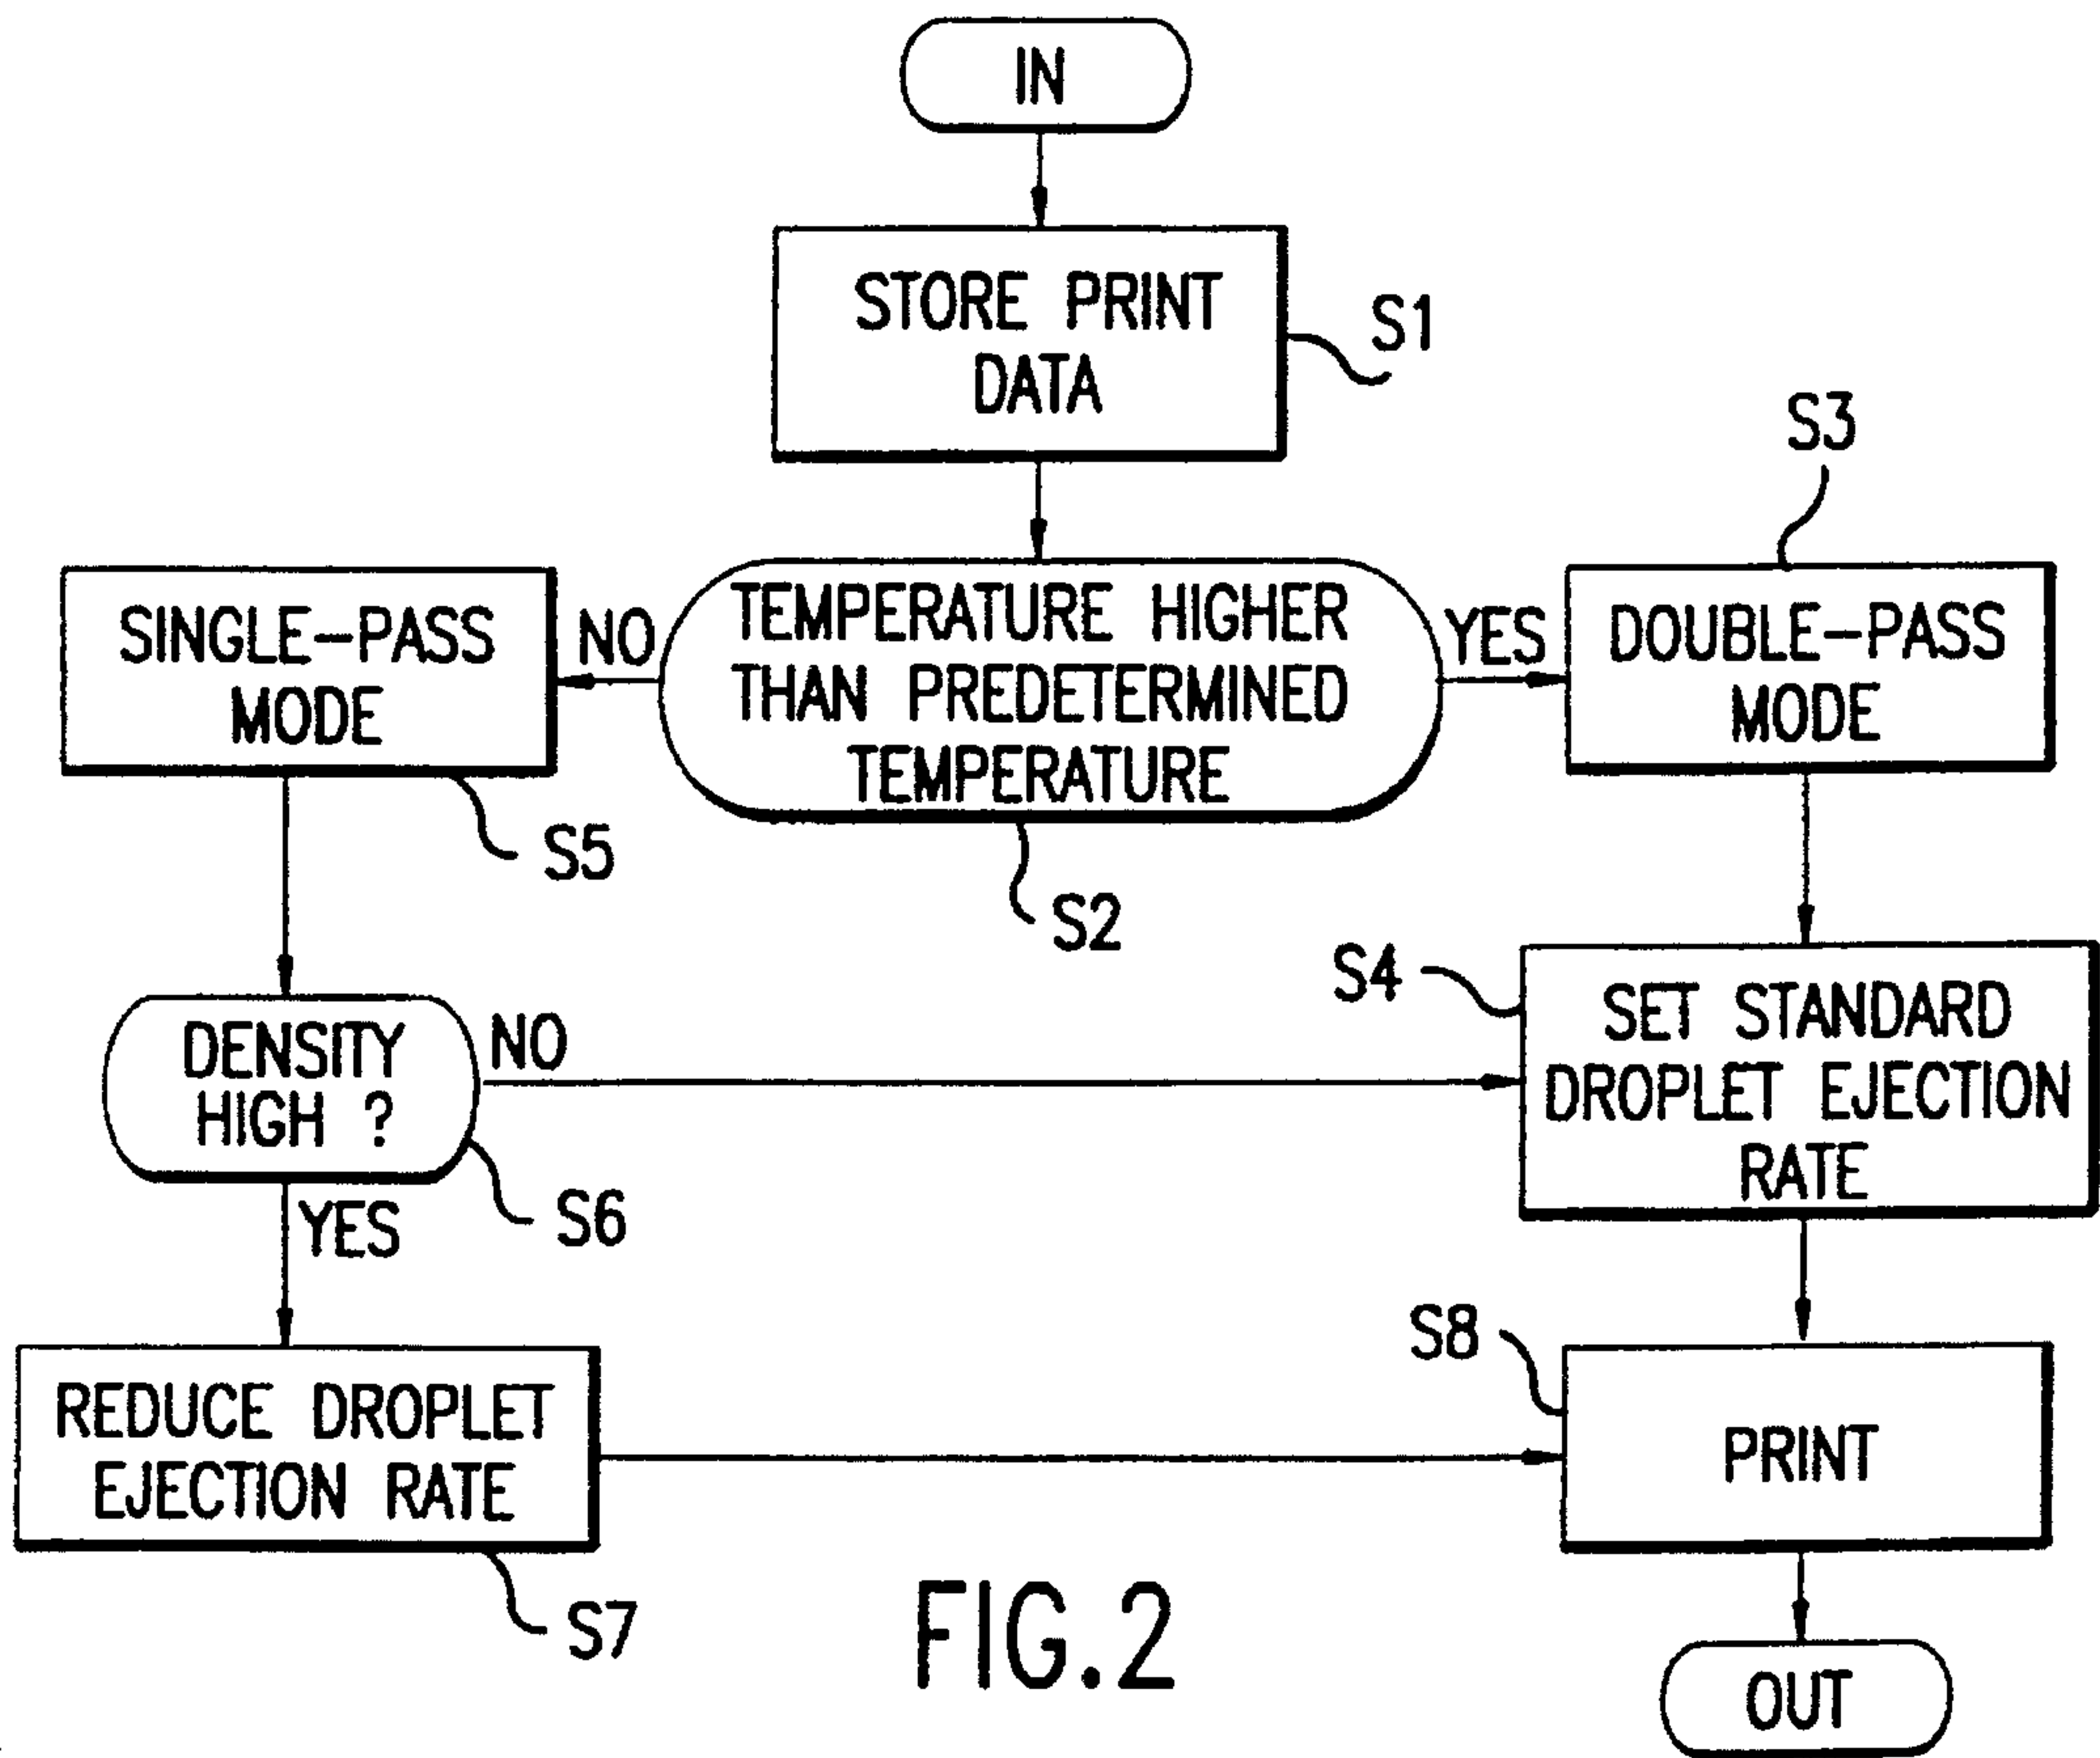 IN
STORE PRINT
DATA
S1
S3
SINGLE-PASS
MODE
NO
TEMPERATURE HIGHER
THAN PREDETERMINED
TEMPERATURE
YES
DOUBLE-PASS
MODE
S5
S2
S4
SET STANDARD
DROPLET EJECTION
RATE
DENSITY
HIGH ?
NO
YES
S6
S8
REDUCE DROPLET
EJECTION RATE
PRINT
S7
FIG.2
OUT